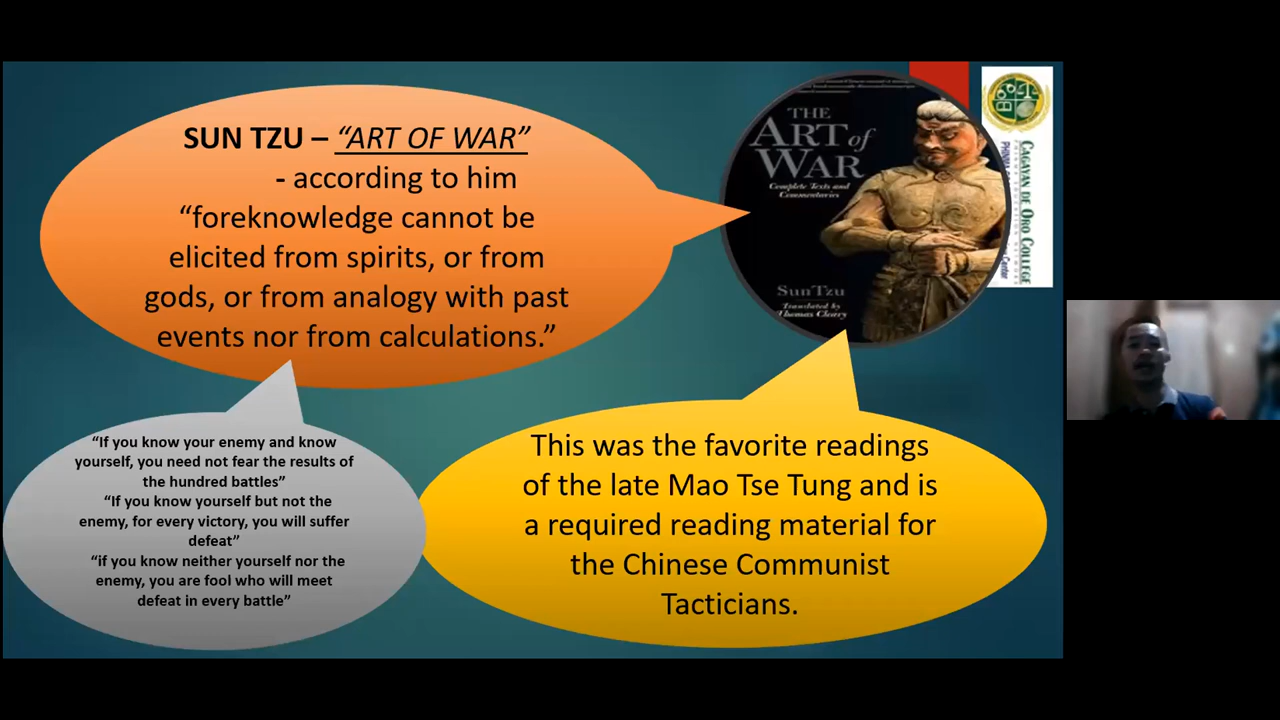 SUN TZU – “ART OF WAR”
- according to him
“foreknowledge cannot be
elicited from spirits, or from
gods, or from analogy with past
events nor from calculations.”
THE
ART of
WAR
Complete Texts and
Commentaries
Sun Tzu
Translated by
Thomas Cleary
CAGAYAN DE ORO COLLEGE
PHINMA EDUCATION NETWORK
“If you know your enemy and know
yourself, you need not fear the results of
the hundred battles”
“If you know yourself but not the
enemy, for every victory, you will suffer
defeat”
“if you know neither yourself nor the
enemy, you are fool who will meet
defeat in every battle”
This was the favorite readings
of the late Mao Tse Tung and is
a required reading material for
the Chinese Communist
Tacticians.